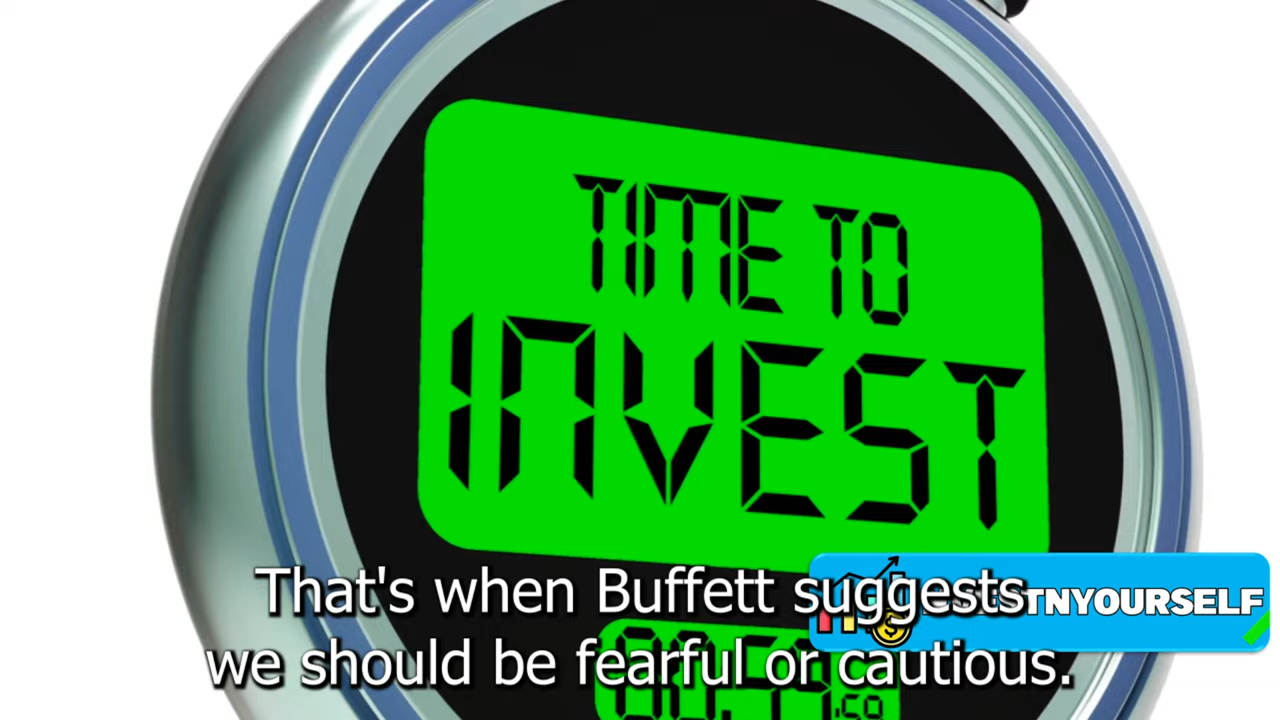 TIME TO
INVEST
That's when Buffett suggests
we should be fearful or cautious.